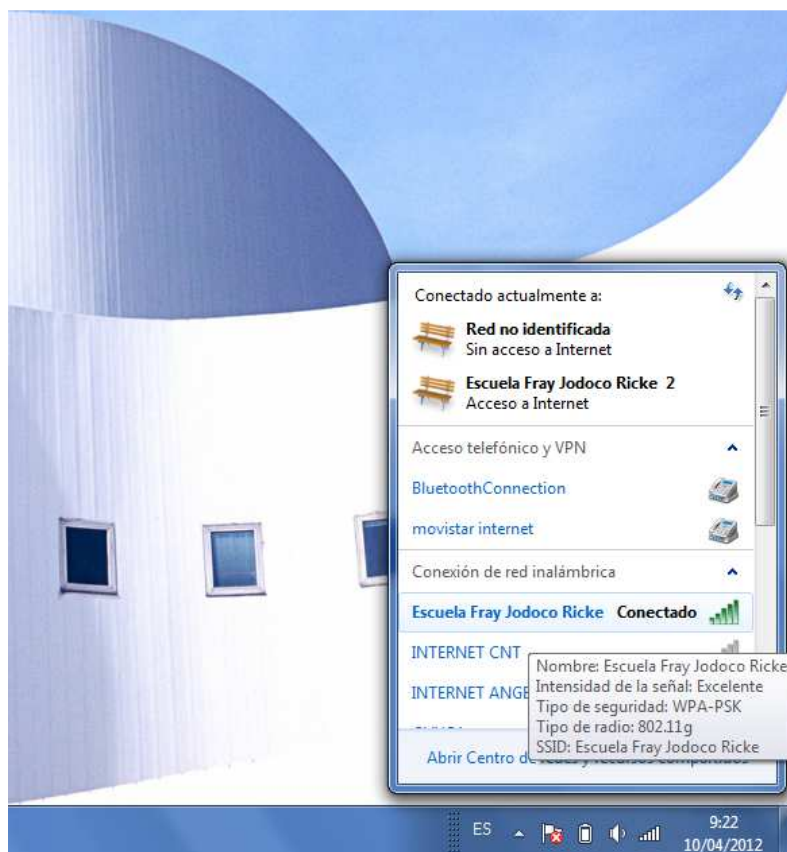 Conectado actualmente a:
Red no identificada
Sin acceso a Internet
Escuela Fray Jodoco Ricke 2
Acceso a Internet
Acceso telefónico y VPN
BluetoothConnection
movistar internet
Conexión de red inalámbrica
Escuela Fray Jodoco Ricke Conectado
INTERNET CNT
INTERNET
Nombre: Escuela Fray Jodoco Ricke
Intensidad de la señal: Excelente
Tipo de seguridad: WPA-PSK
Tipo de radio: 802.11g
SSID: Escuela Fray Jodoco Ricke
Abrir Centro de redes y recursos compartidos
ES
9:22
10/04/2012